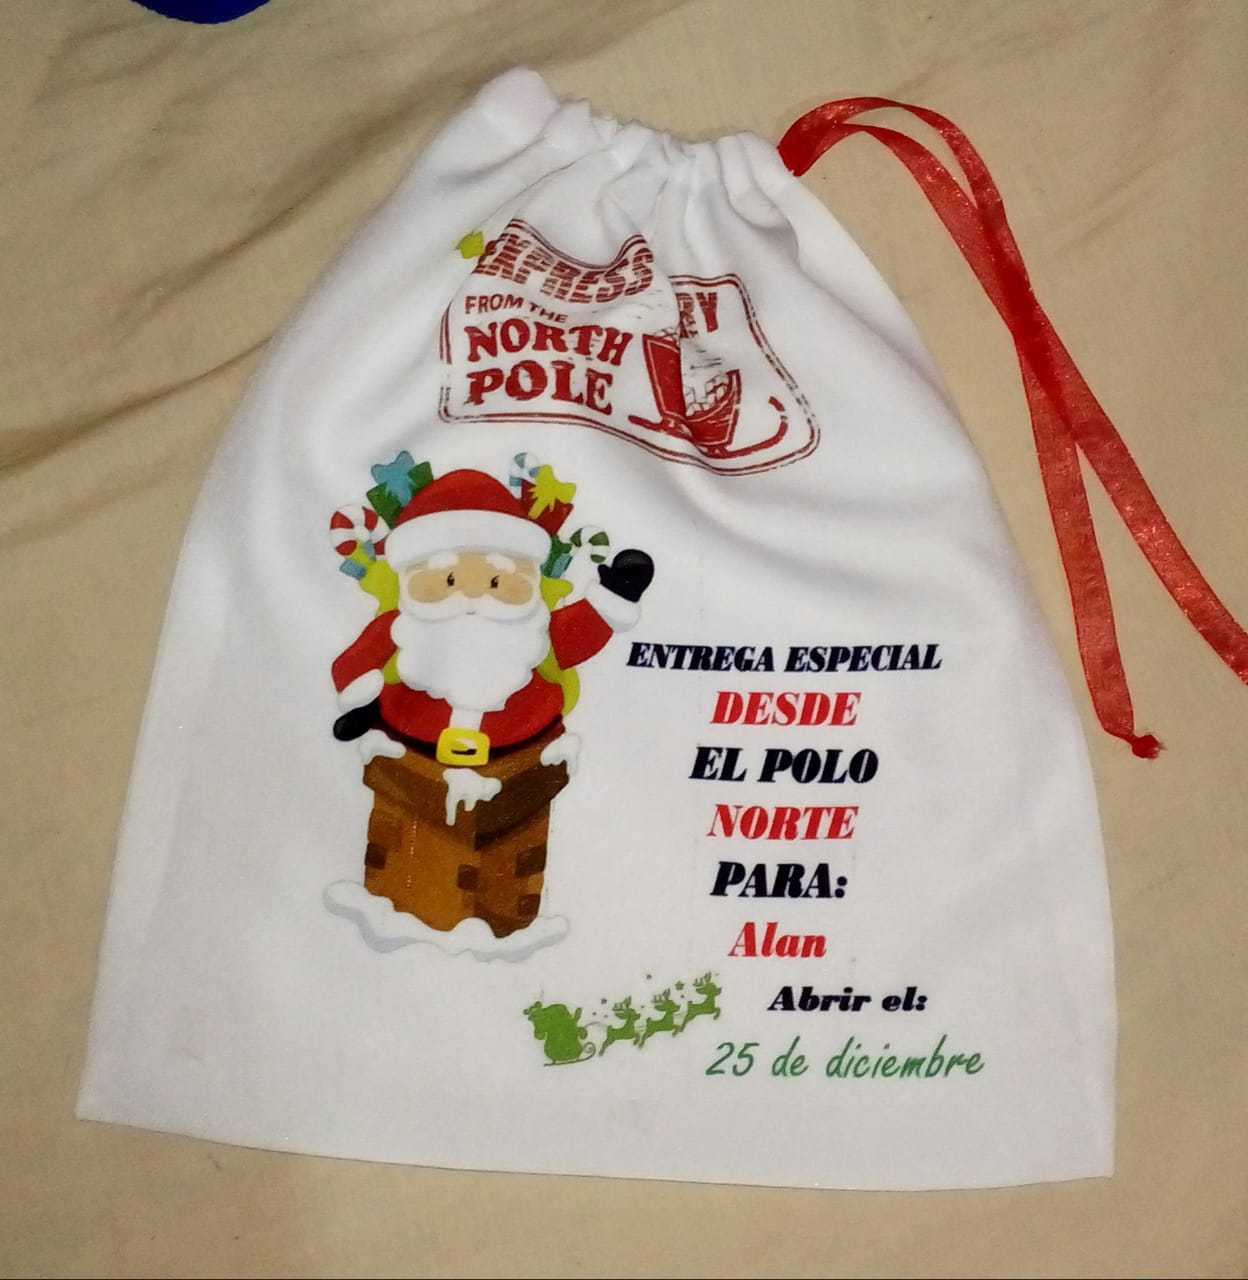 EXPRESS
FROM THE
NORTH
POLE
ENTREGA ESPECIAL
DESDE
EL POLO
NORTE
PARA:
Alan
Abrir el:
25 de diciembre